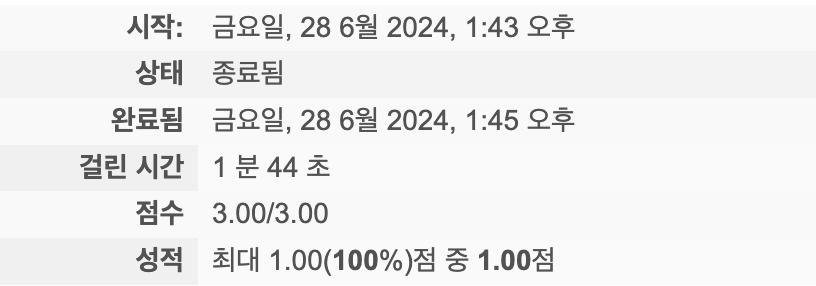 시작: 금요일, 28 6월 2024, 1:43 오후
상태 종료됨
완료됨 금요일, 28 6월 2024, 1:45 오후
걸린 시간 1 분 44 초
점수 3.00/3.00
성적 최대 1.00(100%)점 중 1.00점